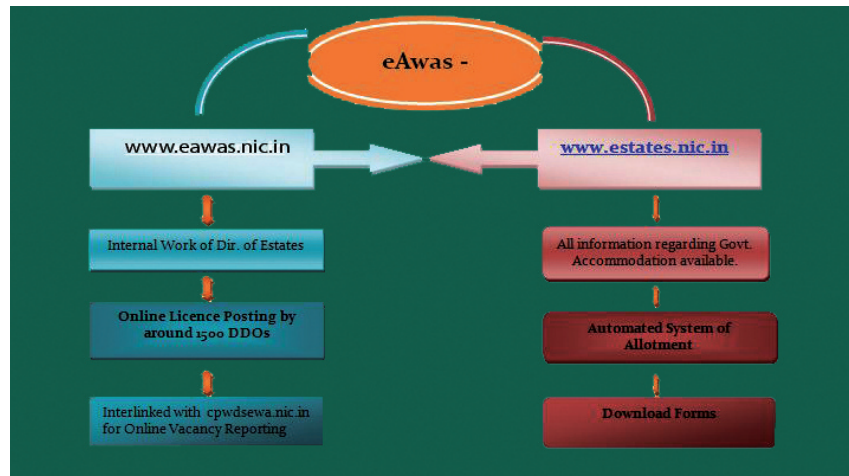 eAwas -
www.eawas.nic.in
Internal Work of Dir. of Estates
Online Licence Posting by
around 1500 DDOs
Interlinked with cpwdsewa.nic.in
for Online Vacancy Reporting
www.estates.nic.in
All information regarding Govt.
Accommodation available.
Automated System of
Allotment
Download Forms